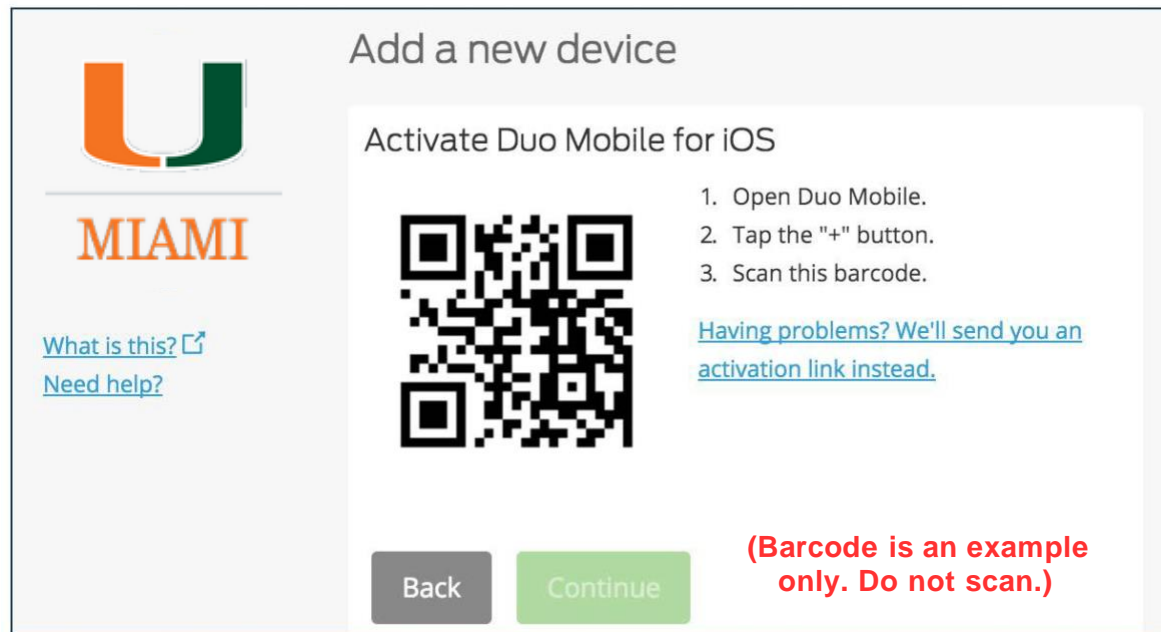 Add a new device
U
MIAMI
What is this?
Need help?
Activate Duo Mobile for iOS
1. Open Duo Mobile.
2. Tap the "+" button.
3. Scan this barcode.
Having problems? We'll send you an
activation link instead.
Back
Continue
(Barcode is an example
only. Do not scan.)